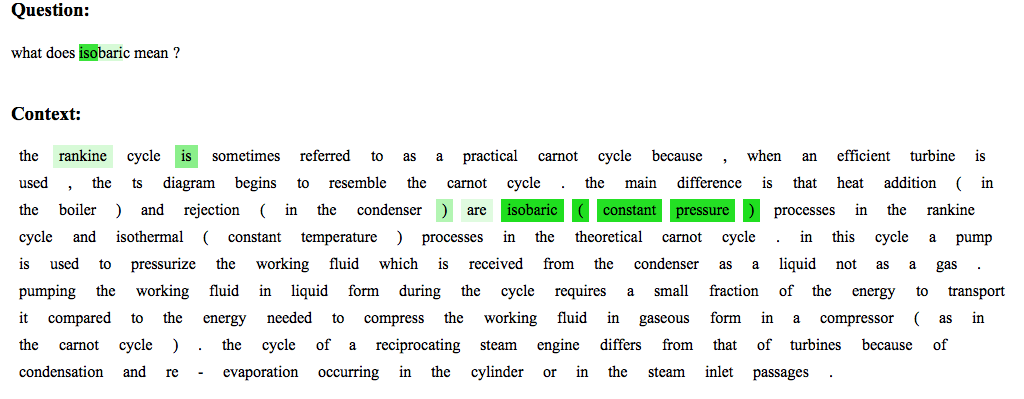 Question:
what does isobaric mean ?
Context:
the rankine cycle is sometimes referred to as a practical carnot cycle because , when an efficient turbine is
used , the ts diagram begins to resemble the carnot cycle . the main difference is that heat addition ( in
the boiler ) and rejection ( in the condenser ) are isobaric ( constant pressure ) processes in the rankine
cycle and isothermal ( constant temperature ) processes in the theoretical carnot cycle . in this cycle a pump
is used to pressurize the working fluid which is received from the condenser as a liquid not as a gas .
pumping the working fluid in liquid form during the cycle requires a small fraction of the energy to transport
it compared to the energy needed to compress the working fluid in gaseous form in a compressor ( as in
the carnot cycle ) . the cycle of a reciprocating steam engine differs from that of turbines because of
condensation and re - evaporation occurring in the cylinder or in the steam inlet passages .